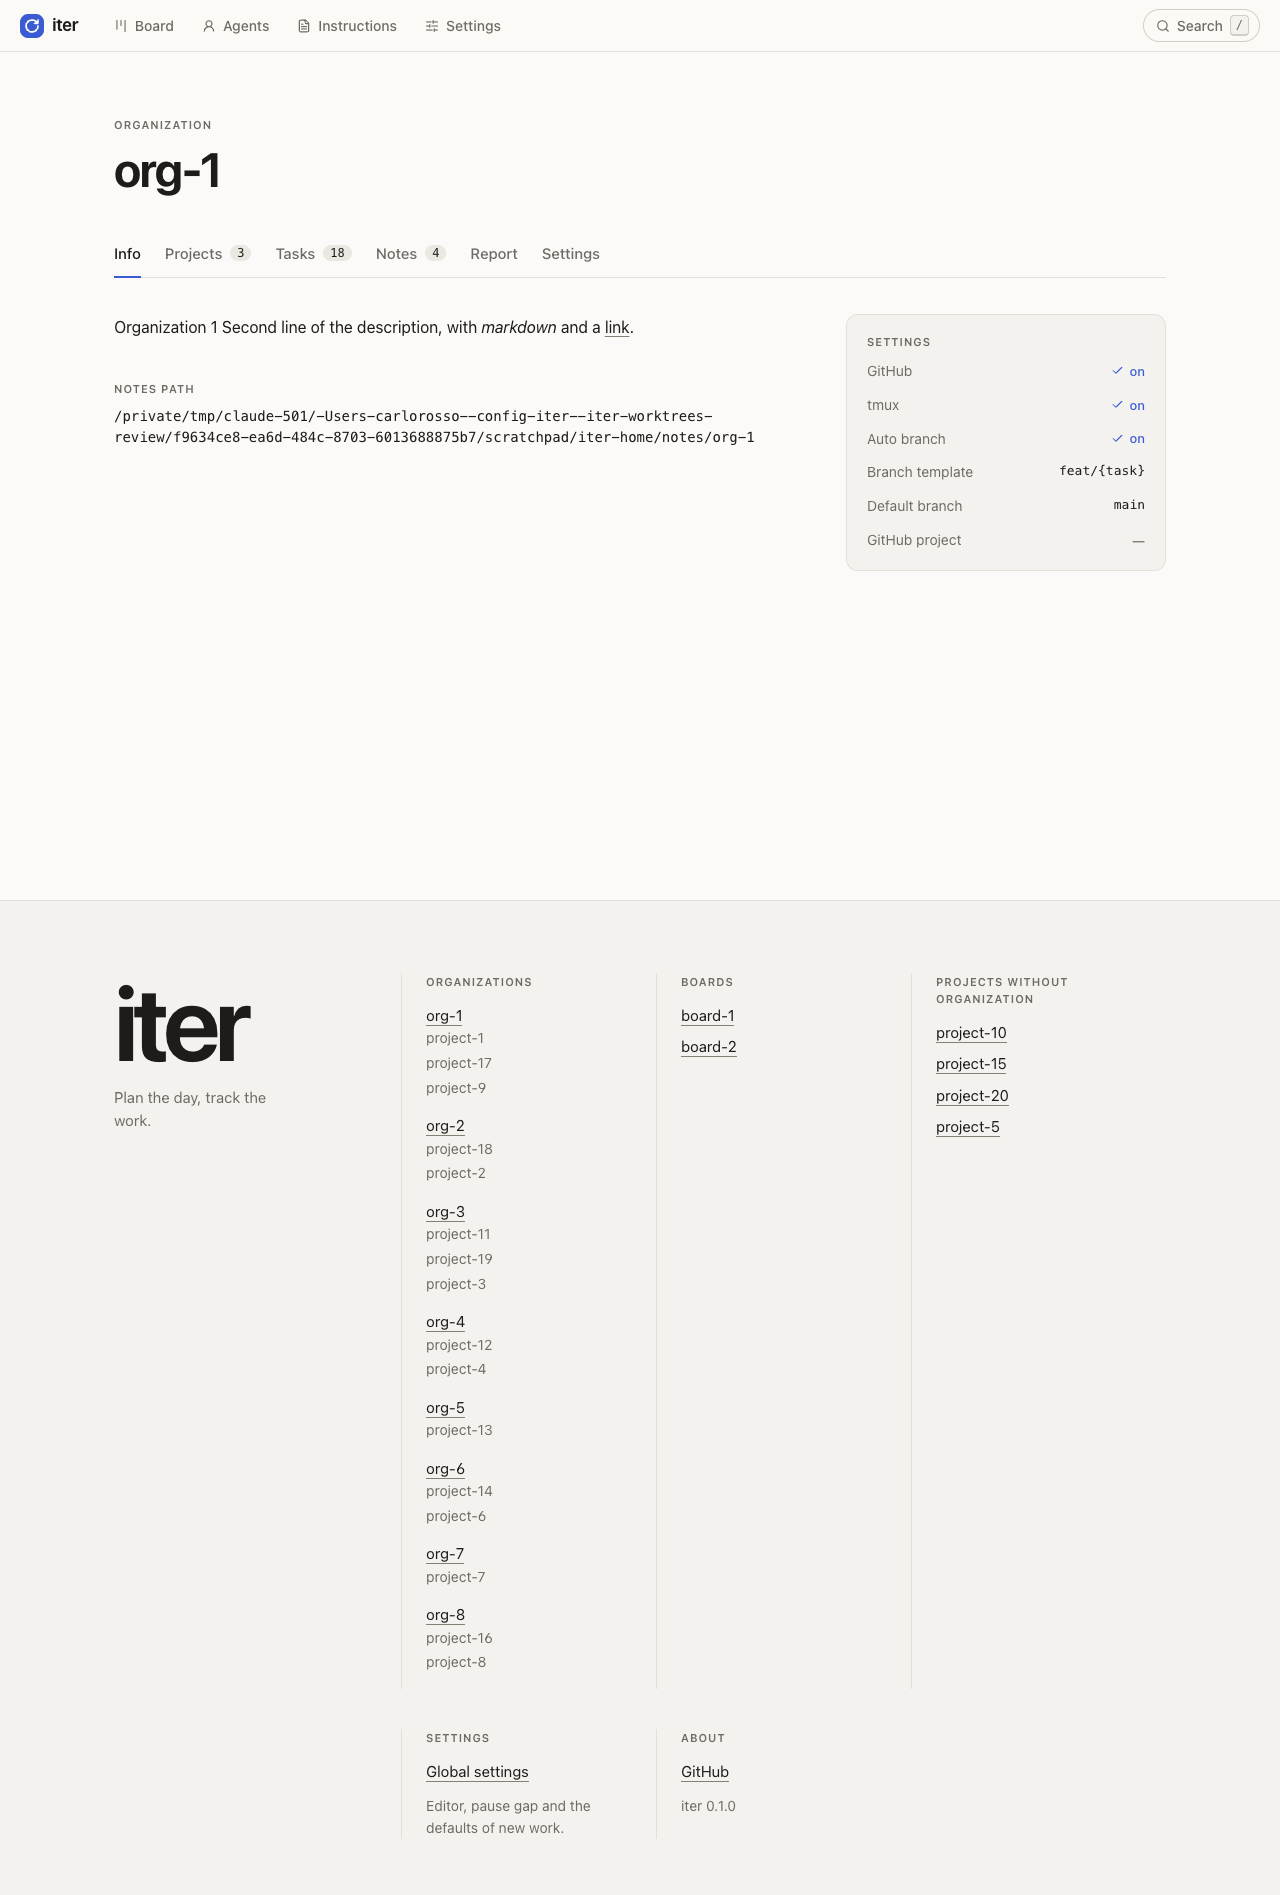 iter
Board
Agents
Instructions
Settings
Search /
ORGANIZATION
org-1
Info
Projects 3
Tasks 18
Notes 4
Report
Settings
Organization 1 Second line of the description, with markdown and a link.
NOTES PATH
/private/tmp/claude-501/-Users-carlorosso--config-iter--iter-worktrees-
review/f9634ce8-ea6d-484c-8703-6013688875b7/scratchpad/iter-home/notes/org-1
SETTINGS
GitHub on
tmux on
Auto branch on
Branch template feat/{task}
Default branch main
GitHub project —
iter
Plan the day, track the
work.
ORGANIZATIONS
org-1
project-1
project-17
project-9
org-2
project-18
project-2
org-3
project-11
project-19
project-3
org-4
project-12
project-4
org-5
project-13
org-6
project-14
project-6
org-7
project-7
org-8
project-16
project-8
BOARDS
board-1
board-2
PROJECTS WITHOUT
ORGANIZATION
project-10
project-15
project-20
project-5
SETTINGS
Global settings
Editor, pause gap and the
defaults of new work.
ABOUT
GitHub
iter 0.1.0